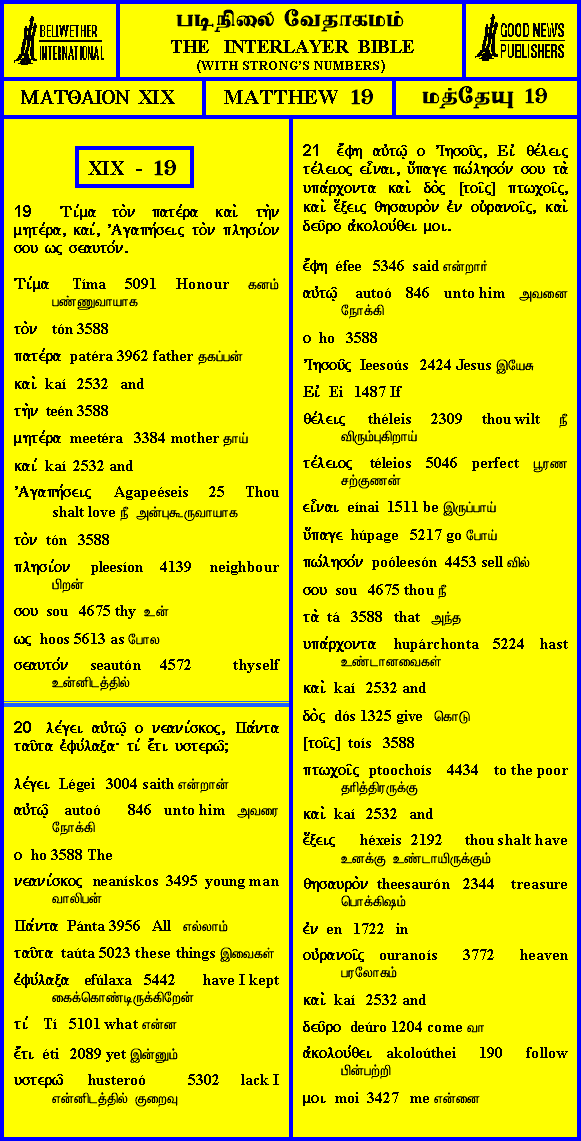 BELLWETHER
INTERNATIONAL
படிநிலை வேதாகமம்
THE INTERLAYER BIBLE
(WITH STRONG'S NUMBERS)
GOOD NEWS
PUBLISHERS
ΜΑΤΘΑΙΟΝ XIX
MATTHEW 19
மத்தேயு 19
XIX - 19
19 Τίμα τὸν πατέρα καὶ τὴν
μητέρα, καί, Ἀγαπήσεις τὸν πλησίον
σου ως σεαυτόν.
Τίμα Tíma 5091 Honour கனம்
பண்ணுவாயாக
τὸν tón 3588
πατέρα patéra 3962 father தகப்பன்
καὶ kaí 2532 and
τὴν teén 3588
μητέρα meetéra 3384 mother தாய்
καί kaí 2532 and
Ἀγαπήσεις Agapeéseis 25 Thou
shalt love நீ அன்புகூருவாயாக
τὸν tón 3588
πλησίον pleesíon 4139 neighbour
பிறன்
σου sou 4675 thy உன்
ως hoos 5613 as போல
σεαυτόν seautón 4572 thyself
உன்னிடத்தில்
20 λέγει αὐτῷ ο νεανίσκος, Πάντα
ταῦτα ἐφύλαξα· τί ἔτι υστερῶ;
λέγει Légei 3004 saith என்றான்
αὐτῷ autoó 846 unto him அவரை
நோக்கி
ο ho 3588 The
νεανίσκος neanískos 3495 young man
வாலிபன்
Πάντα Pánta 3956 All எல்லாம்
ταῦτα taúta 5023 these things இவைகள்
ἐφύλαξα efúlaxa 5442 have I kept
கைக்கொண்டிருக்கிறேன்
τί Tí 5101 what என்ன
ἔτι éti 2089 yet இன்னும்
υστερῶ husteroó 5302 lack I
என்னிடத்தில் குறைவு
21 ἔφη αὐτῷ ο Ἰησοῦς, Εἰ θέλεις
τέλειος εἶναι, ὕπαγε πώλησόν σου τὰ
υπάρχοντα καὶ δὸς [τοῖς] πτωχοῖς,
καὶ ἕξεις θησαυρὸν ἐν οὐρανοῖς, καὶ
δεῦρο ἀκολούθει μοι.
ἔφη éfee 5346 said என்றார்
αὐτῷ autoó 846 unto him அவனை
நோக்கி
ο ho 3588
Ἰησοῦς Ieesoús 2424 Jesus இயேசு
Εἰ Ei 1487 If
θέλεις théleis 2309 thou wilt நீ
விரும்புகிறாய்
τέλειος téleios 5046 perfect பூரண
சற்குணன்
εἶναι eínai 1511 be இருப்பாய்
ὕπαγε húpage 5217 go போய்
πώλησόν poóleesón 4453 sell வில்
σου sou 4675 thou நீ
τὰ tá 3588 that அந்த
υπάρχοντα hupárchonta 5224 hast
உண்டானவைகள்
καὶ kaí 2532 and
δὸς dós 1325 give கொடு
[τοῖς] toís 3588
πτωχοῖς ptoochoís 4434 to the poor
தரித்திரருக்கு
καὶ kaí 2532 and
ἕξεις héxeis 2192 thou shalt have
உனக்கு உண்டாயிருக்கும்
θησαυρὸν theesaurón 2344 treasure
பொக்கிஷம்
ἐν en 1722 in
οὐρανοῖς ouranoís 3772 heaven
பரலோகம்
καὶ kaí 2532 and
δεῦρο deúro 1204 come வா
ἀκολούθει akoloúthei 190 follow
பின்பற்றி
μοι moi 3427 me என்னை